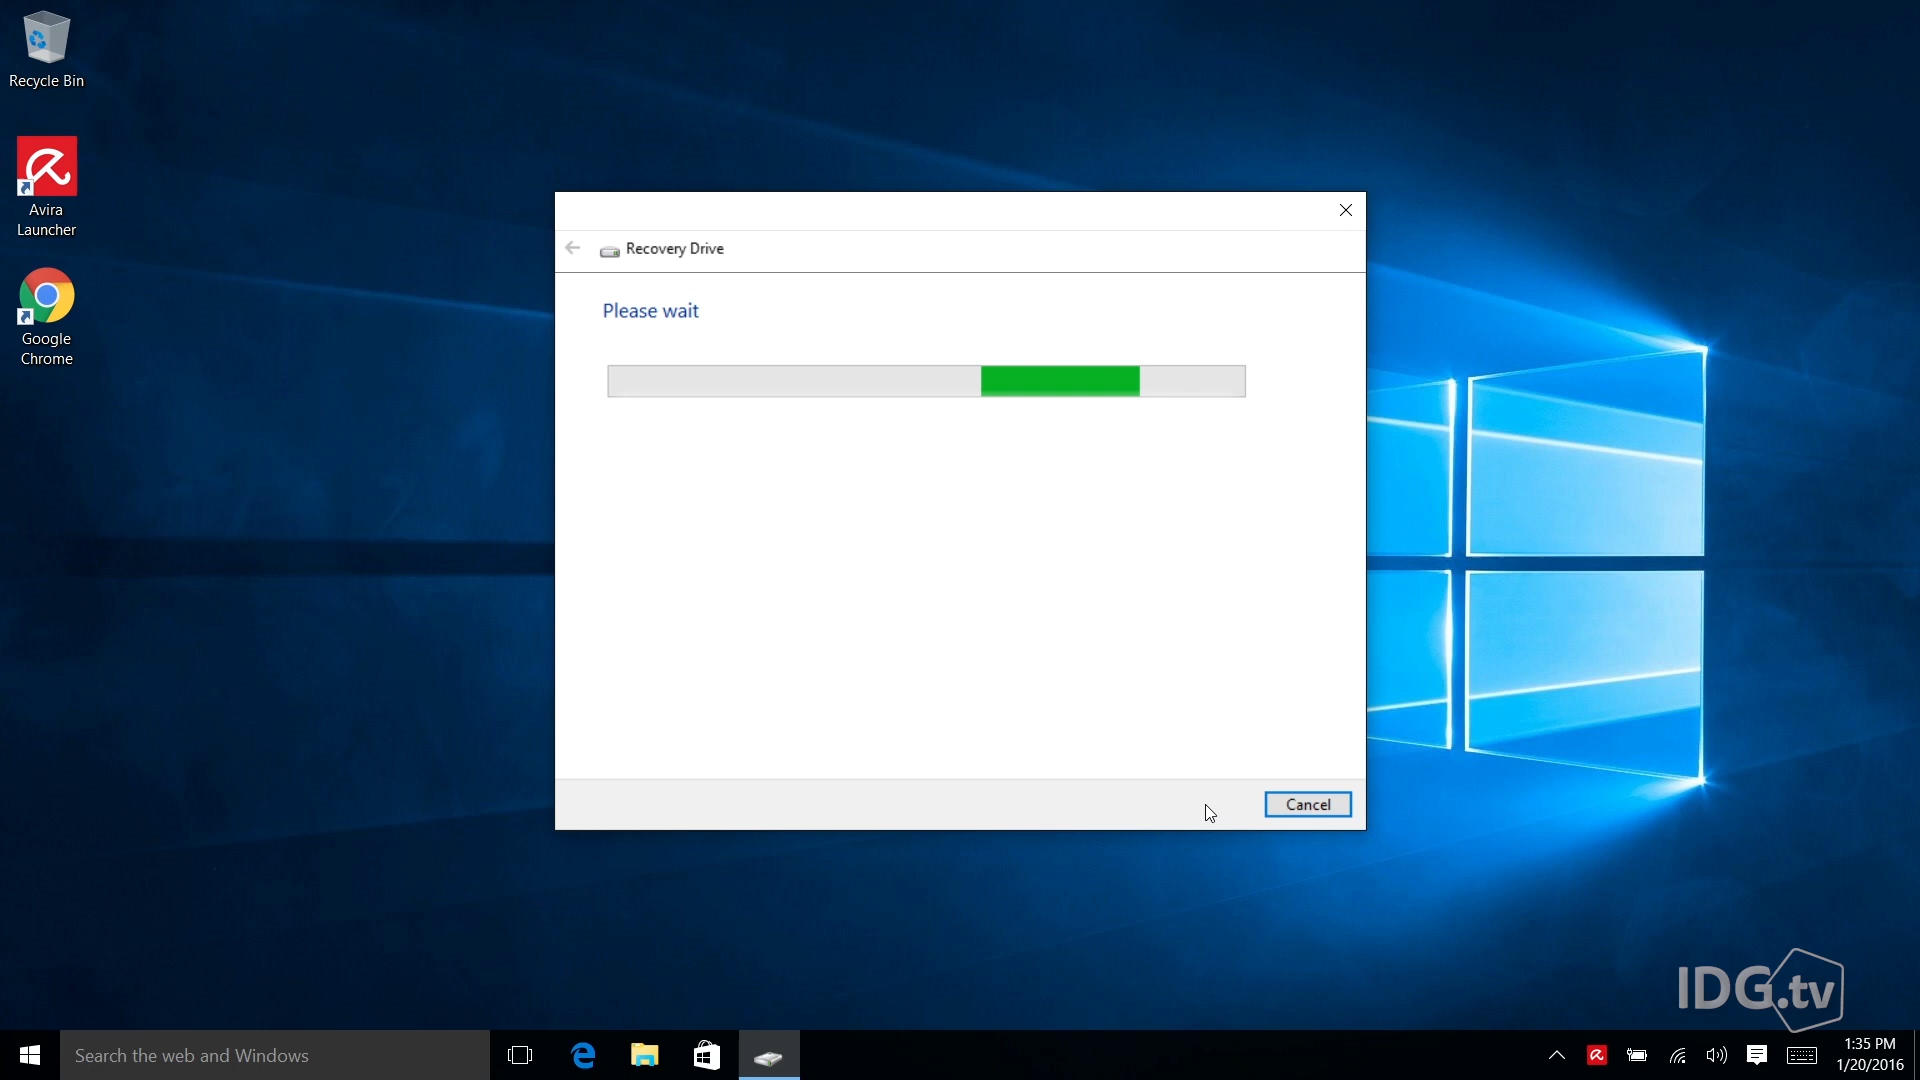 Recycle Bin
Avira
Launcher
Google
Chrome
Recovery Drive
Please wait
Cancel
IDG.tv
Search the web and Windows
1:35 PM
1/20/2016